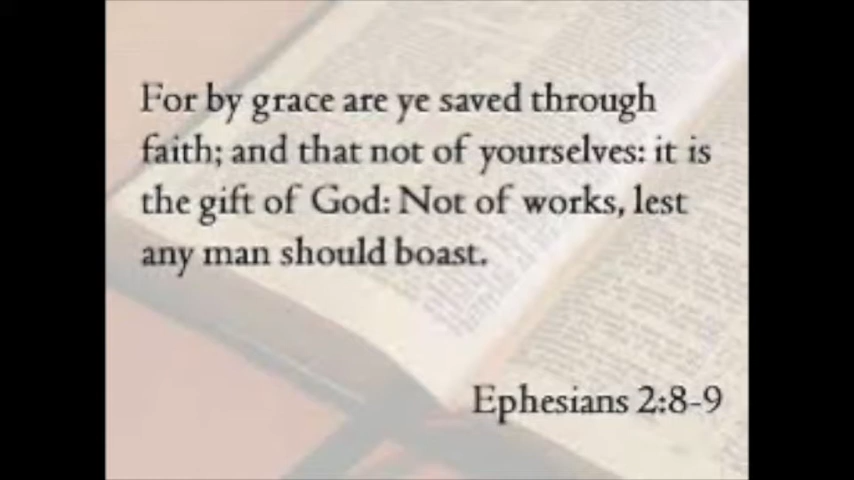 For by grace are ye saved through
faith; and that not of yourselves: it is
the gift of God: Not of works, lest
any man should boast.
Ephesians 2:8-9